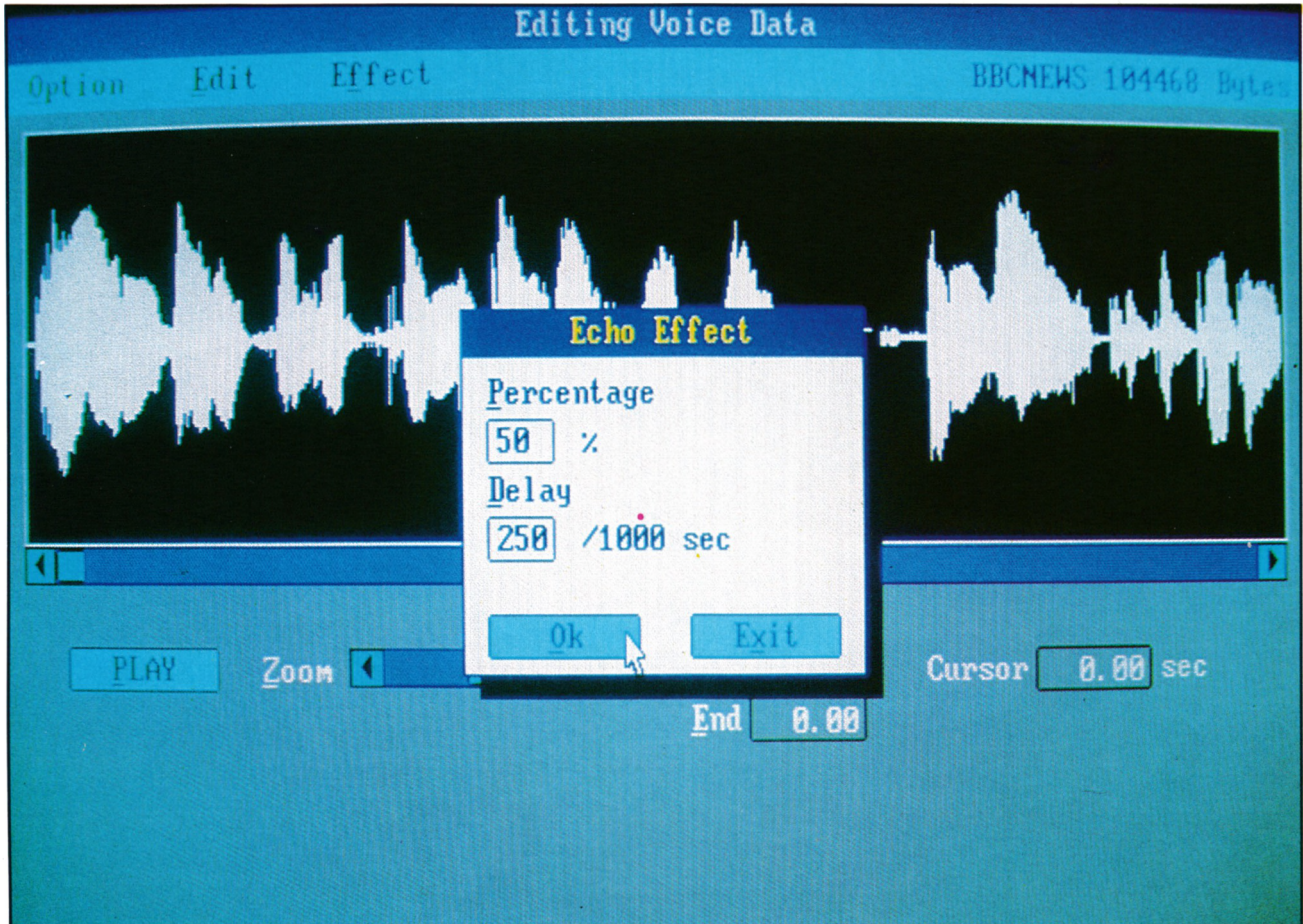 Editing Voice Data
Option Edit Effect BBCNEWS 104468 Bytes
Echo Effect
Percentage
50 %
Delay
250 /1000 sec
Ok Exit
PLAY Zoom Cursor 0.00 sec
End 0.00